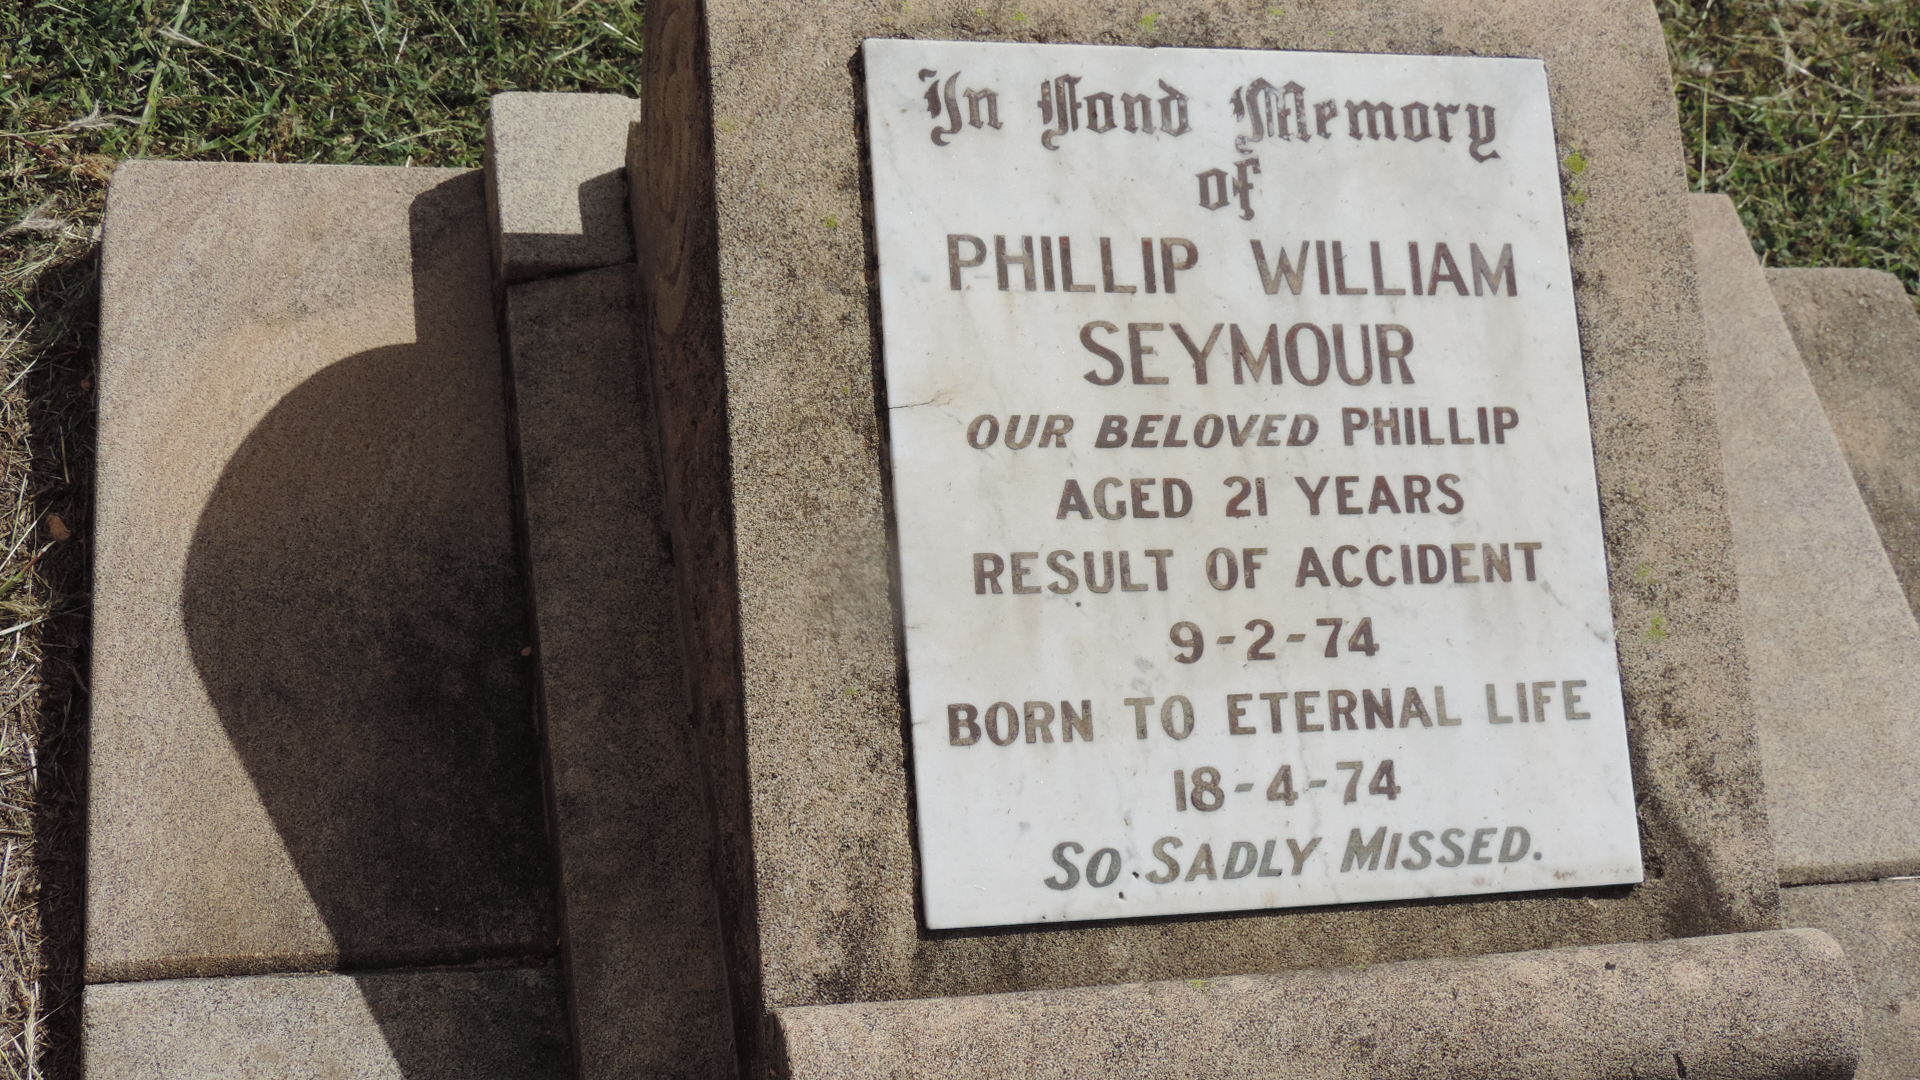 In Fond Memory
of
PHILLIP WILLIAM
SEYMOUR
OUR BELOVED PHILLIP
AGED 21 YEARS
RESULT OF ACCIDENT
9-2-74
BORN TO ETERNAL LIFE
18-4-74
SO SADLY MISSED.